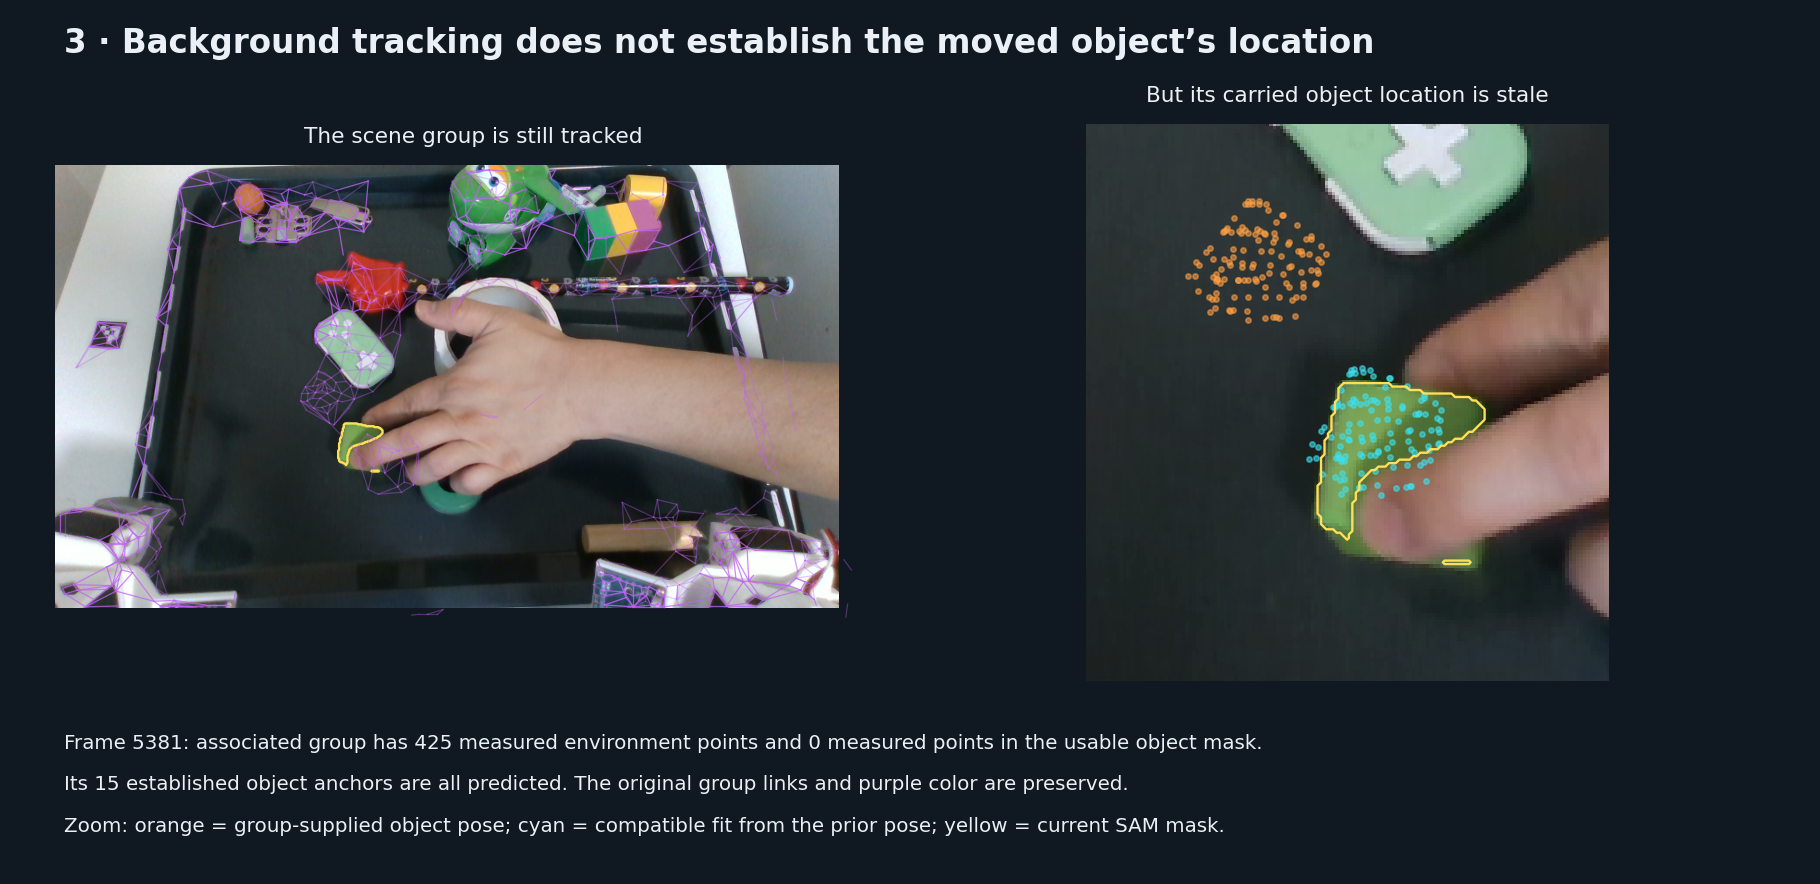 3 · Background tracking does not establish the moved object’s location
But its carried object location is stale
The scene group is still tracked
Frame 5381: associated group has 425 measured environment points and 0 measured points in the usable object mask.
Its 15 established object anchors are all predicted. The original group links and purple color are preserved.
Zoom: orange = group-supplied object pose; cyan = compatible fit from the prior pose; yellow = current SAM mask.